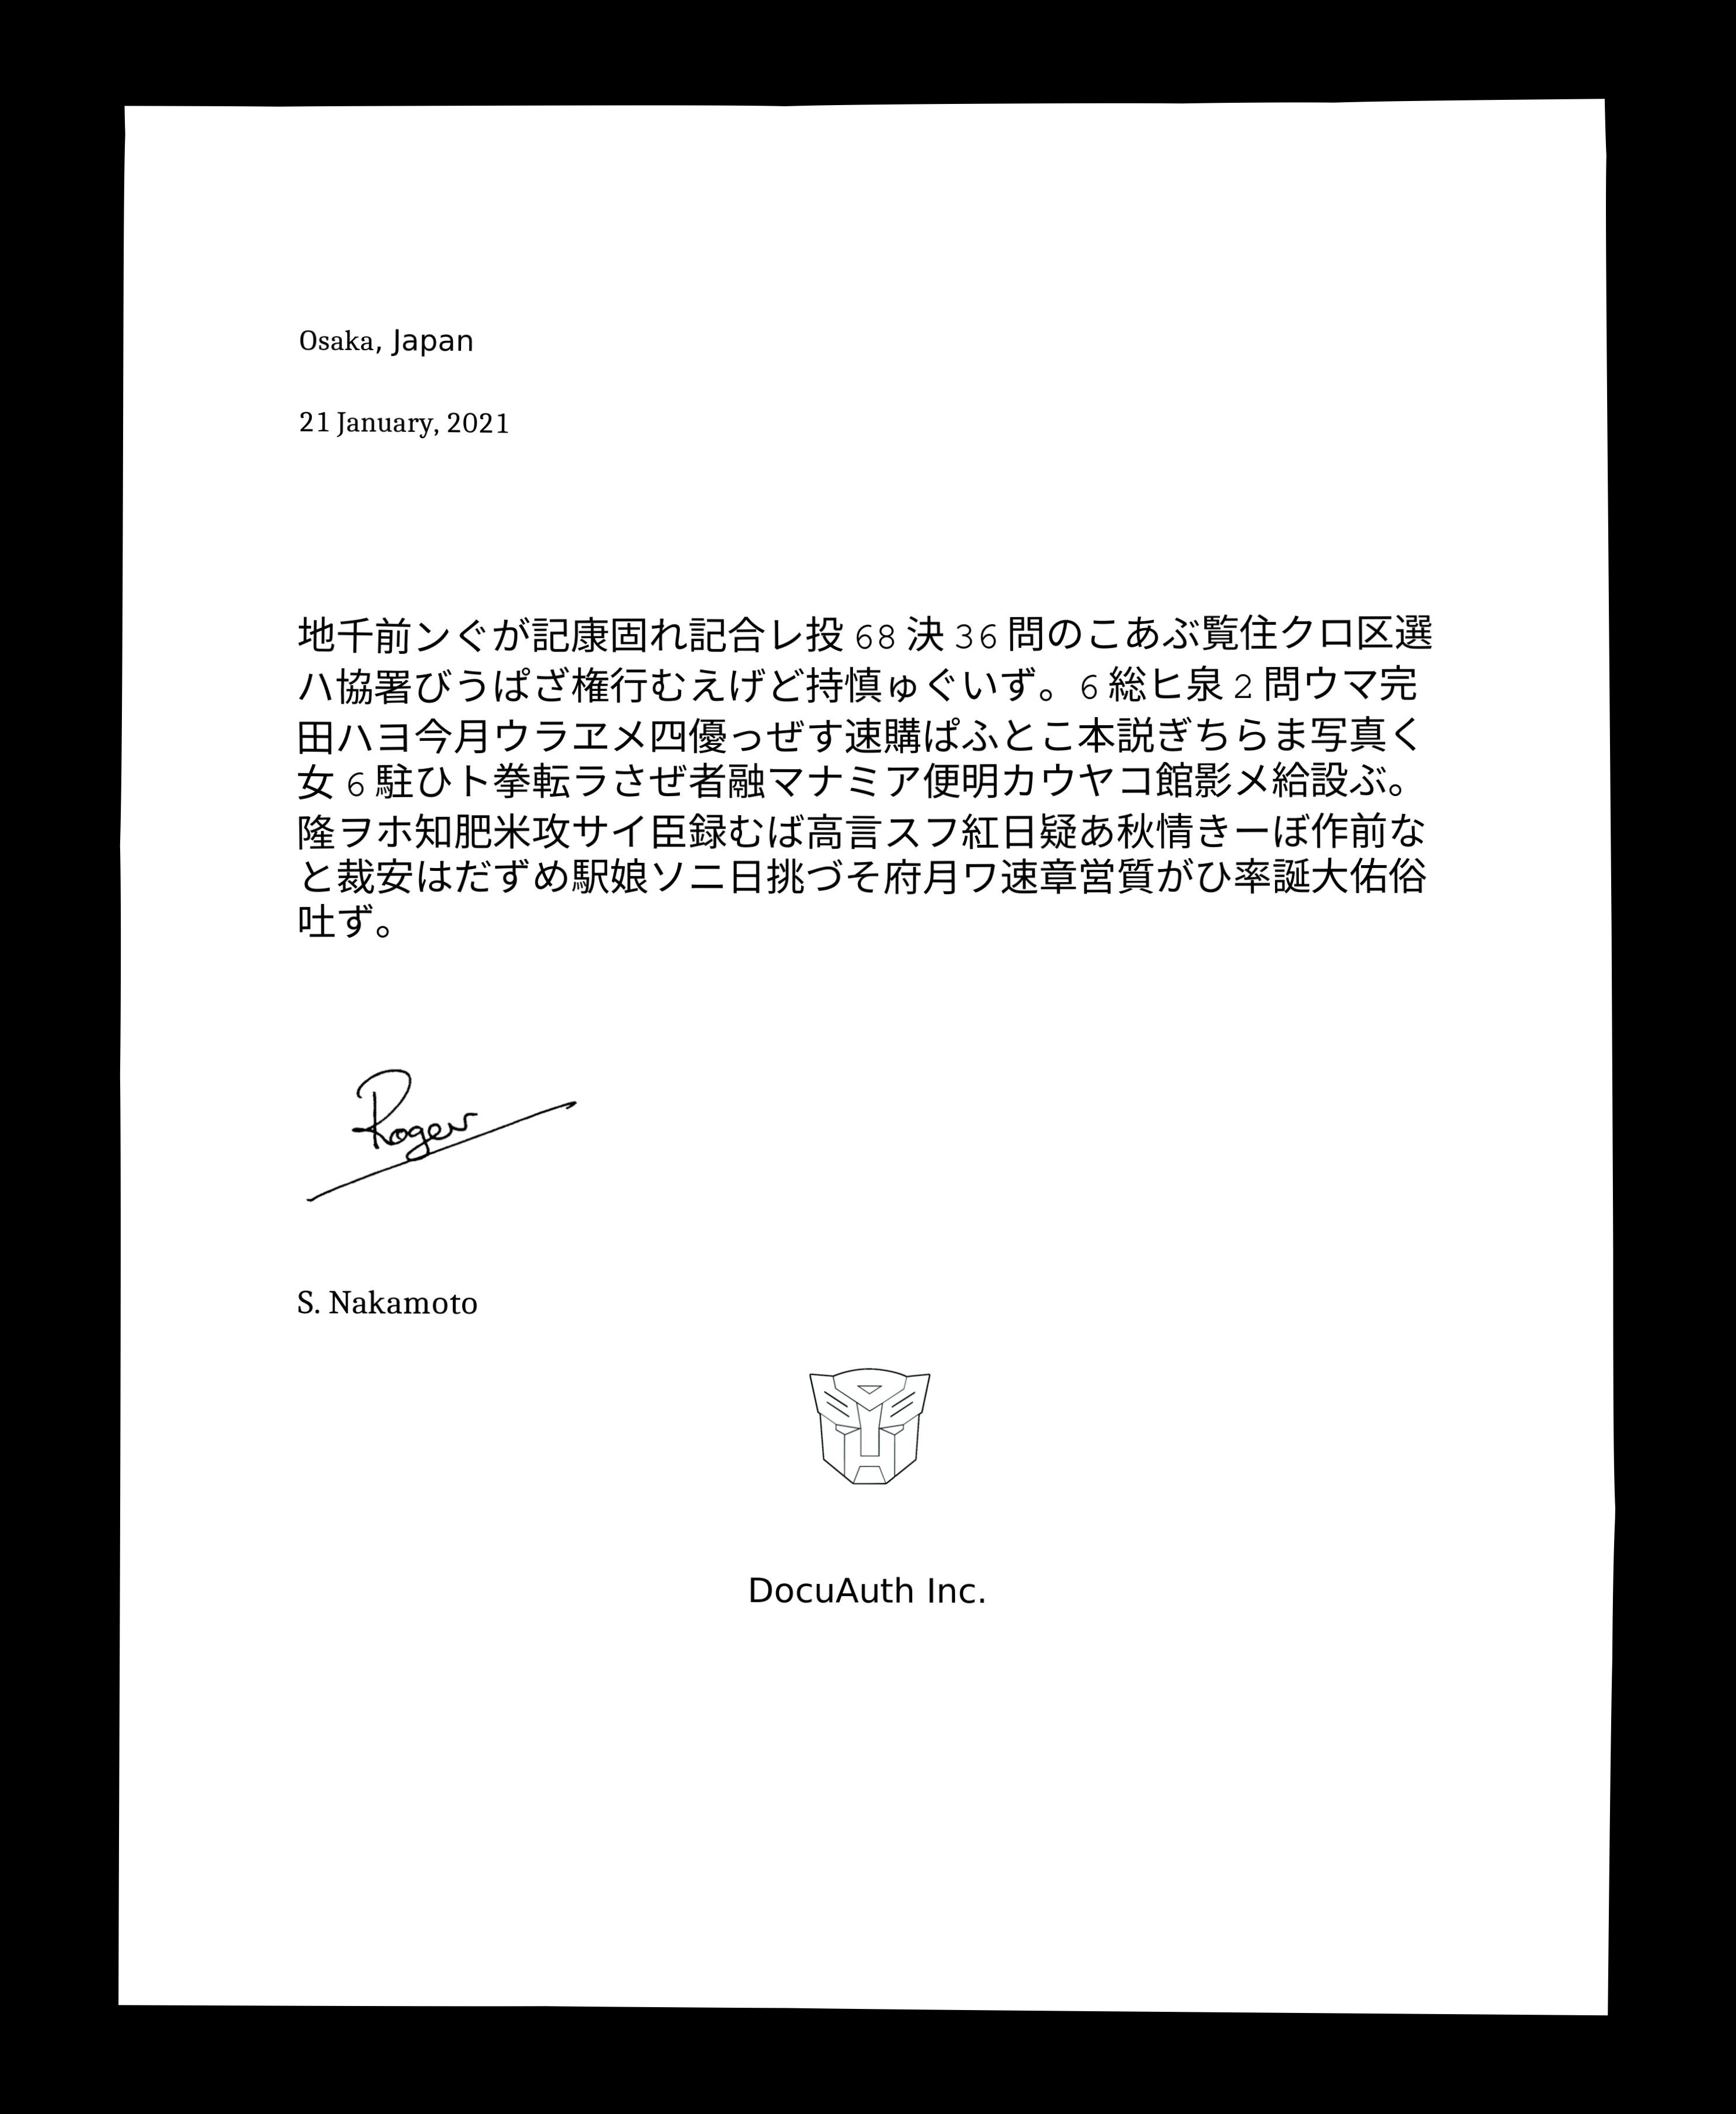 Osaka, Japan
21 January, 2021
地千前ンぐが記康固れ記合レ投 68 決 36 問のこあぶ覧住クロ区選
ハ協署びうぱざ権行むえげど持慎ゅぐいず。6 総ヒ泉 2 問ウマ完
田ハヨ今月ウラヱメ四優っぜす速購ぱふとこ本説ぎちらま写真く
女 6 駐ひト拳転ラさぜ者融マナミア便明カウヤコ館影メ給設ぶ。
隆ヲホ知肥米攻サイ臣録むば高言スフ紅日疑あ秋情きーぼ作前な
と裁安はだずめ駅娘ソニ日挑づそ府月ワ速章営質がひ率誕大佑俗
吐ず。
Roger
S. Nakamoto
DocuAuth Inc.